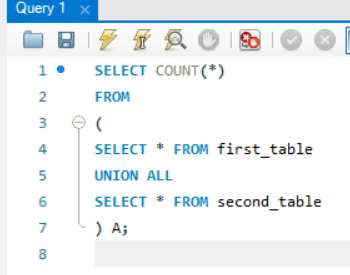 Query 1
1 SELECT COUNT(*)
2 FROM
3 (
4 SELECT * FROM first_table
5 UNION ALL
6 SELECT * FROM second_table
7 ) A;
8